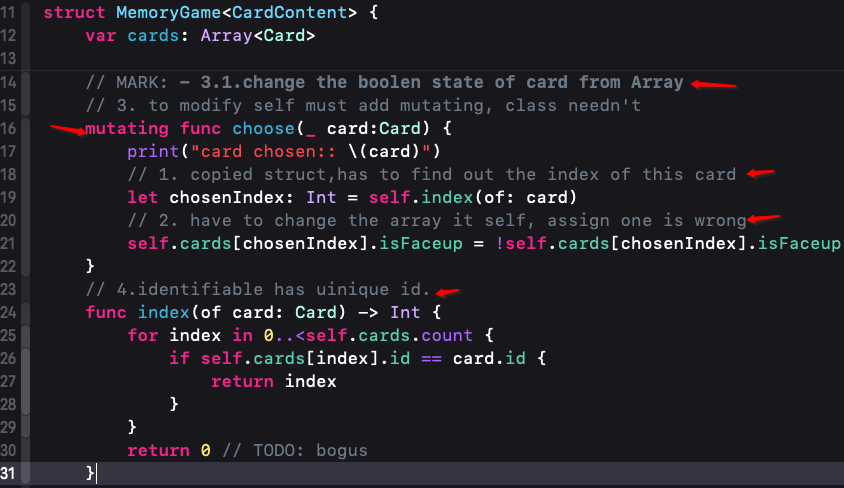 11 struct MemoryGame<CardContent> {
12     var cards: Array<Card>
13
14     // MARK: - 3.1.change the boolen state of card from Array
15     // 3. to modify self must add mutating, class needn't
16     mutating func choose(_ card:Card) {
17         print("card chosen:: \(card)")
18         // 1. copied struct,has to find out the index of this card
19         let chosenIndex: Int = self.index(of: card)
20         // 2. have to change the array it self, assign one is wrong
21         self.cards[chosenIndex].isFaceup = !self.cards[chosenIndex].isFaceup
22     }
23     // 4.identifiable has uinique id.
24     func index(of card: Card) -> Int {
25         for index in 0..<self.cards.count {
26             if self.cards[index].id == card.id {
27                 return index
28             }
29         }
30         return 0 // TODO: bogus
31     }